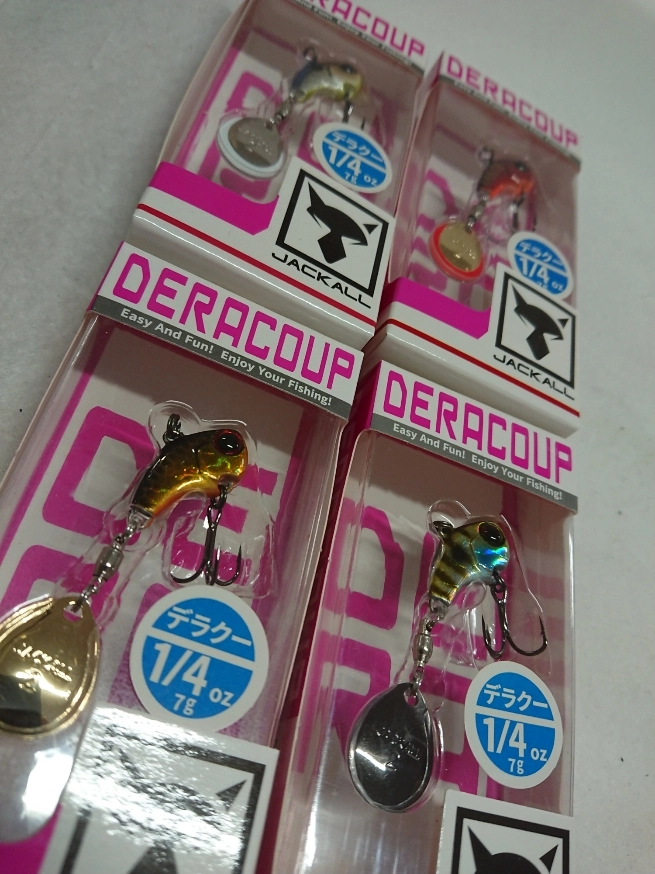 DERACOUP
デラクー
1/4 oz
7g
JACKALL
DERACOUP
デラクー
1/4 oz
JACKALL
DERACOUP
Easy And Fun! Enjoy Your Fishing!
デラクー
1/4 oz
7g
DERACOUP
Easy And Fun! Enjoy Your Fishing!
デラクー
1/4 oz
7g